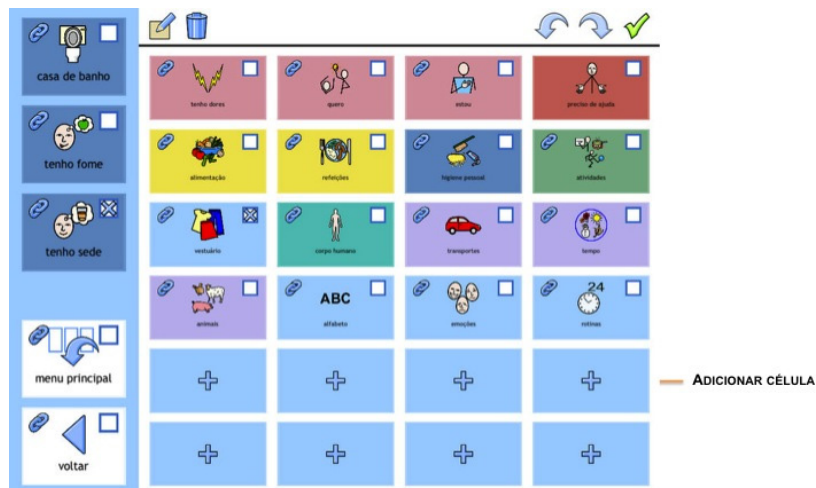 casa de banho
tenho fome
tenho sede
menu principal
voltar
tenho dores
quero
estou
preciso de ajuda
alimentação
refeições
higiene pessoal
atividades
vestuário
corpo humano
transportes
tempo
animais
ABC
alfabeto
emoções
24
rotinas
ADICIONAR CÉLULA